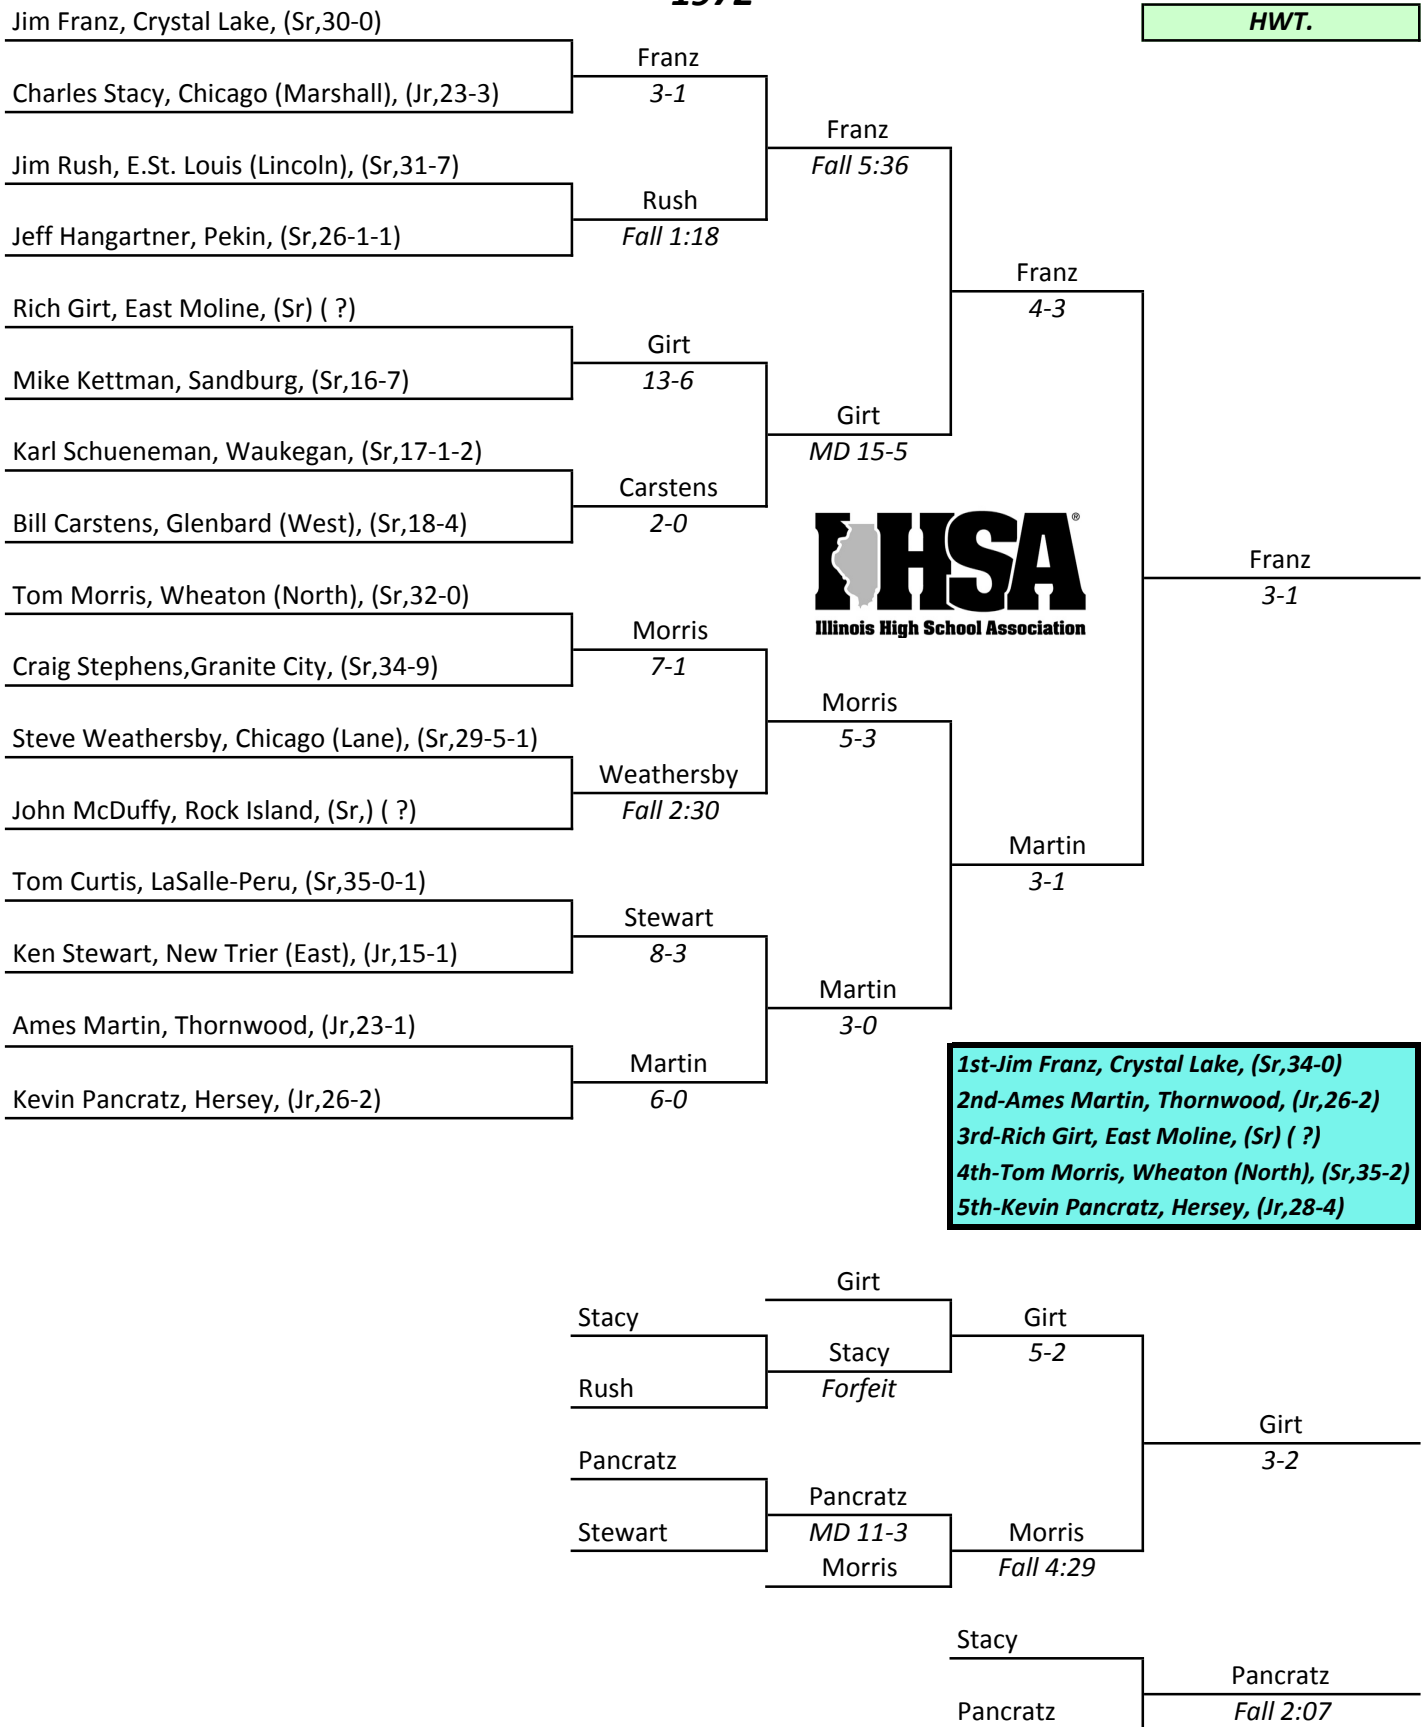 1972
HWT.
Jim Franz, Crystal Lake, (Sr,30-0)
Franz
Charles Stacy, Chicago (Marshall), (Jr,23-3)
3-1
Franz
Jim Rush, E.St. Louis (Lincoln), (Sr,31-7)
Fall 5:36
Rush
Jeff Hangartner, Pekin, (Sr,26-1-1)
Fall 1:18
Franz
Rich Girt, East Moline, (Sr) ( ?)
4-3
Girt
Mike Kettman, Sandburg, (Sr,16-7)
13-6
Girt
Karl Schueneman, Waukegan, (Sr,17-1-2)
MD 15-5
Carstens
Bill Carstens, Glenbard (West), (Sr,18-4)
2-0
IHSA®
Illinois High School Association
Franz
3-1
Tom Morris, Wheaton (North), (Sr,32-0)
Morris
Craig Stephens,Granite City, (Sr,34-9)
7-1
Morris
Steve Weathersby, Chicago (Lane), (Sr,29-5-1)
5-3
Weathersby
John McDuffy, Rock Island, (Sr,) ( ?)
Fall 2:30
Martin
Tom Curtis, LaSalle-Peru, (Sr,35-0-1)
3-1
Stewart
Ken Stewart, New Trier (East), (Jr,15-1)
8-3
Martin
Ames Martin, Thornwood, (Jr,23-1)
3-0
Martin
Kevin Pancratz, Hersey, (Jr,26-2)
6-0
1st-Jim Franz, Crystal Lake, (Sr,34-0)
2nd-Ames Martin, Thornwood, (Jr,26-2)
3rd-Rich Girt, East Moline, (Sr) ( ?)
4th-Tom Morris, Wheaton (North), (Sr,35-2)
5th-Kevin Pancratz, Hersey, (Jr,28-4)
Girt
Stacy
Girt
Stacy
5-2
Rush
Forfeit
Girt
3-2
Pancratz
Pancratz
Stewart
MD 11-3
Morris
Morris
Fall 4:29
Stacy
Pancratz
Pancratz
Fall 2:07